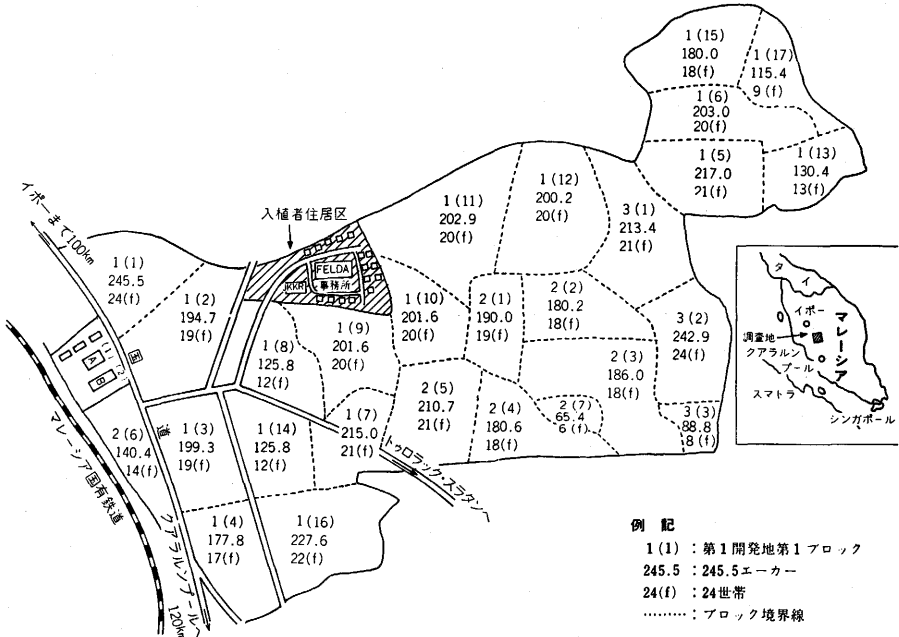 1 (15)
180.0
18(f)
1 (17)
115.4
9 (f)
1 (6)
203.0
20(f)
1 (5)
217.0
21(f)
1 (13)
130.4
13(f)
イポーまで100km
入植者住居区
FELDA
事務所
KKR
1 (1)
245.5
24(f)
1 (2)
194.7
19(f)
1 (11)
202.9
20(f)
1 (12)
200.2
20(f)
3 (1)
213.4
21(f)
1 (8)
125.8
12(f)
1 (9)
201.6
20(f)
1 (10)
201.6
20(f)
2 (1)
190.0
19(f)
2 (2)
180.2
18(f)
3 (2)
242.9
24(f)
2 (3)
186.0
18(f)
A
B
(1)
(2)
国
道
2 (6)
140.4
14(f)
1 (3)
199.3
19(f)
1 (14)
125.8
12(f)
1 (7)
215.0
21(f)
2 (5)
210.7
21(f)
2 (4)
180.6
18(f)
2 (7)
65.4
6 (f)
3 (3)
88.8
8 (f)
1 (4)
177.8
17(f)
1 (16)
227.6
22(f)
トゥロラック・スラタンへ
マレーシア国有鉄道
クアラルンプールへ
120km
タイ
イポー
マレーシア
調査地
クアラルンプール
スマトラ
シンガポール
例 記
1 (1) : 第1開発地第1ブロック
245.5 : 245.5エーカー
24(f) : 24世帯
……… : ブロック境界線